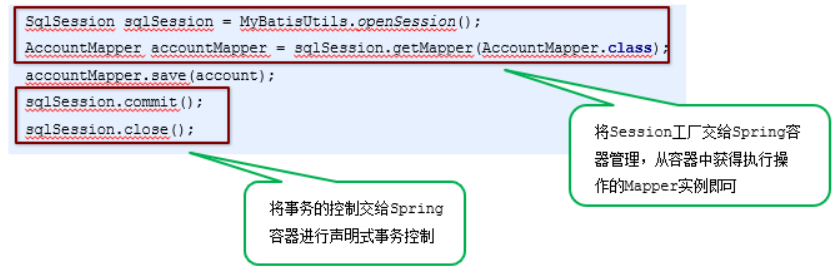 SqlSession sqlSession = MyBatisUtils.openSession();
AccountMapper accountMapper = sqlSession.getMapper(AccountMapper.class);
accountMapper.save(account);
sqlSession.commit();
sqlSession.close();
将Session工厂交给Spring容
器管理，从容器中获得执行操
作的Mapper实例即可
将事务的控制交给Spring
容器进行声明式事务控制